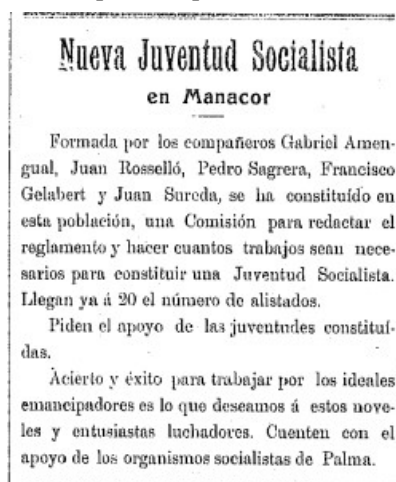 Nueva Juventud Socialista
en Manacor
Formada por los compañeros Gabriel Amen-
gual, Juan Rosselló, Pedro Sagrera, Francisco
Gelabert y Juan Sureda, se ha constituído en
esta población, una Comisión para redactar el
reglamento y hacer cuantos trabajos sean nece-
sarios para constituir una Juventud Socialista.
Llegan ya á 20 el número de alistados.
Piden el apoyo de las juventudes constituí-
das.
Acierto y éxito para trabajar por los ideales
emancipadores es lo que deseamos á estos nove-
les y entusiastas luchadores. Cuenten con el
apoyo de los organismos socialistas de Palma.